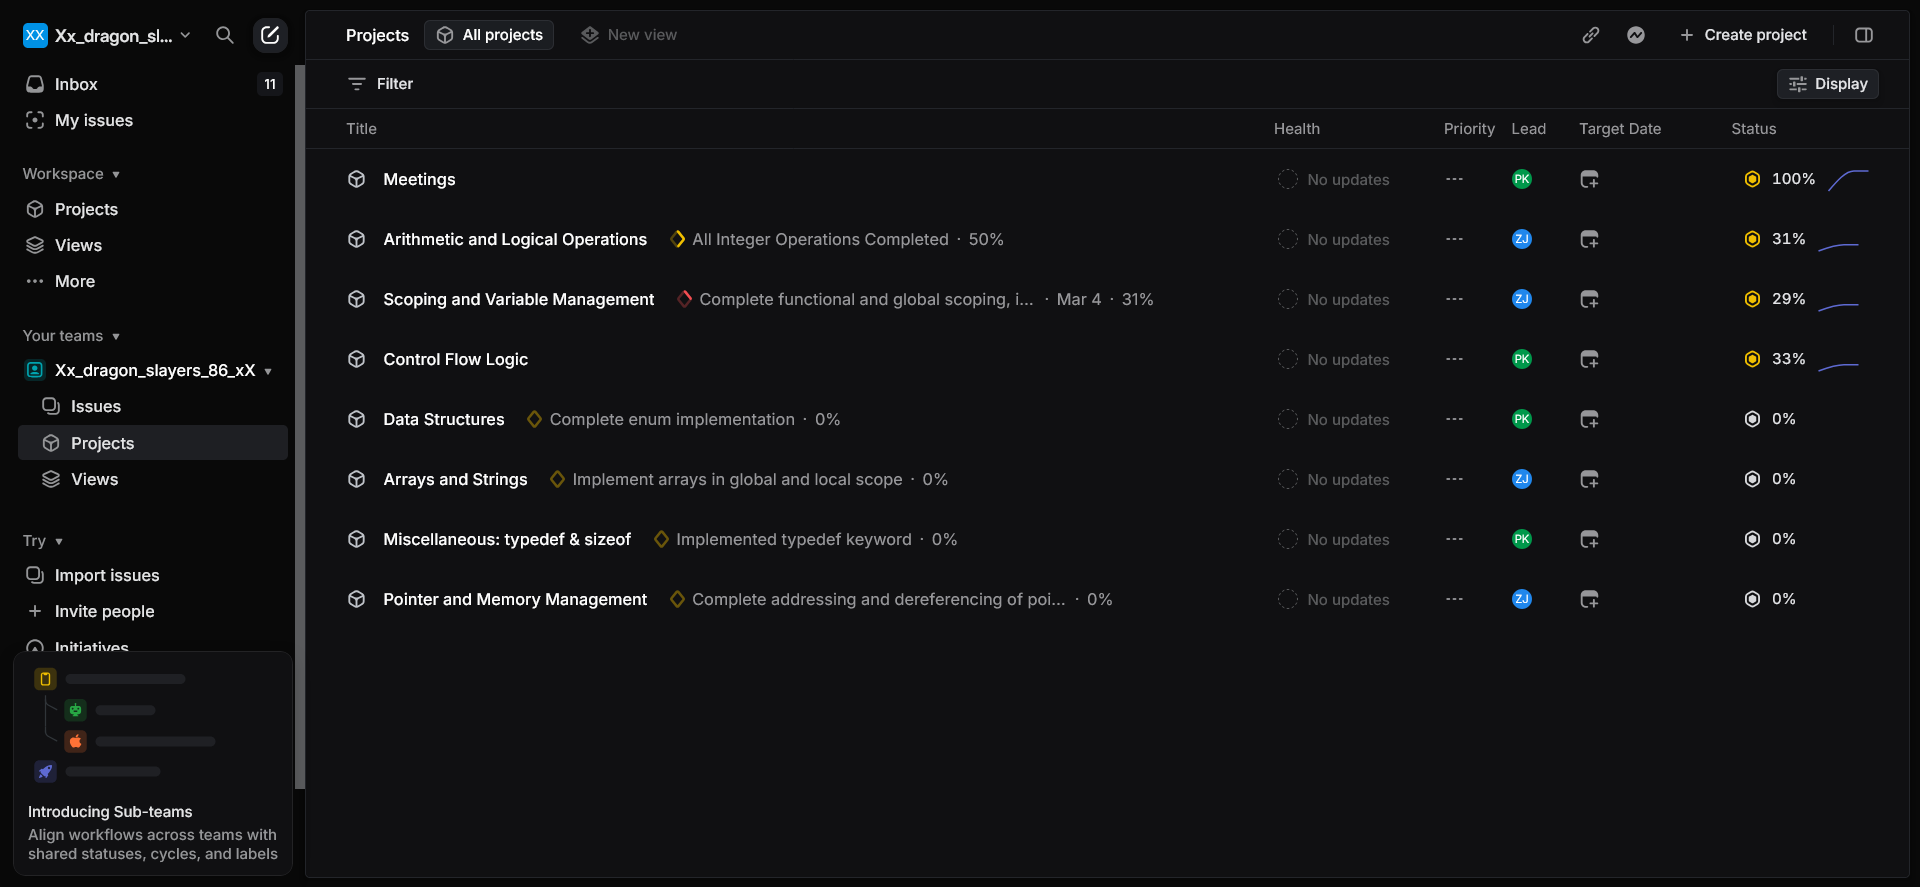 XX Xx_dragon_sl...
Inbox 11
My issues
Workspace
Projects
Views
More
Your teams
Xx_dragon_slayers_86_xX
Issues
Projects
Views
Try
Import issues
Invite people
Initiatives
Introducing Sub-teams
Align workflows across teams with
shared statuses, cycles, and labels
Projects All projects New view Create project
Filter Display
Title Health Priority Lead Target Date Status
Meetings No updates --- PK 100%
Arithmetic and Logical Operations All Integer Operations Completed · 50% No updates --- ZJ 31%
Scoping and Variable Management Complete functional and global scoping, i... · Mar 4 · 31% No updates --- ZJ 29%
Control Flow Logic No updates --- PK 33%
Data Structures Complete enum implementation · 0% No updates --- PK 0%
Arrays and Strings Implement arrays in global and local scope · 0% No updates --- ZJ 0%
Miscellaneous: typedef & sizeof Implemented typedef keyword · 0% No updates --- PK 0%
Pointer and Memory Management Complete addressing and dereferencing of poi... · 0% No updates --- ZJ 0%